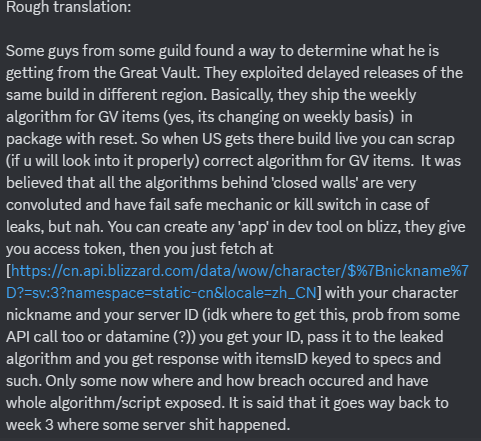 Rough translation:
Some guys from some guild found a way to determine what he is
getting from the Great Vault. They exploited delayed releases of the
same build in different region. Basically, they ship the weekly
algorithm for GV items (yes, its changing on weekly basis)  in
package with reset. So when US gets there build live you can scrap
(if u will look into it properly) correct algorithm for GV items.  It was
believed that all the algorithms behind 'closed walls' are very
convoluted and have fail safe mechanic or kill switch in case of
leaks, but nah. You can create any 'app' in dev tool on blizz, they give
you access token, then you just fetch at
[https://cn.api.blizzard.com/data/wow/character/$%7Bnickname%7
D?=sv:3?namespace=static-cn&locale=zh_CN] with your character
nickname and your server ID (idk where to get this, prob from some
API call too or datamine (?)) you get your ID, pass it to the leaked
algorithm and you get response with itemsID keyed to specs and
such. Only some now where and how breach occured and have
whole algorithm/script exposed. It is said that it goes way back to
week 3 where some server shit happened.